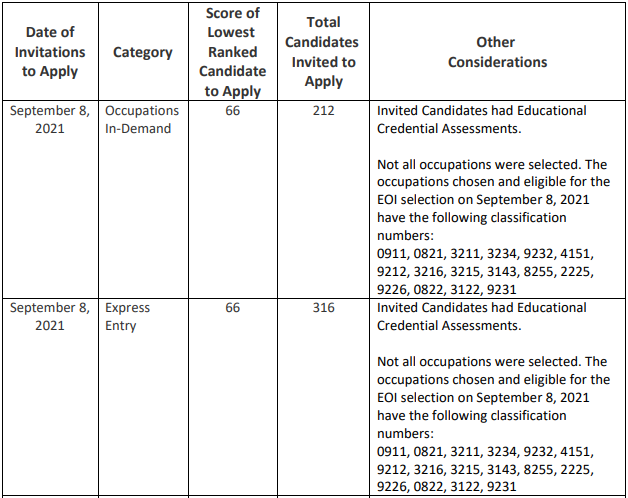 Date of
Invitations
to Apply
Category
Score of
Lowest
Ranked
Candidate
to Apply
Total
Candidates
Invited to
Apply
Other
Considerations
September 8,
2021
Occupations
In-Demand
66
212
Invited Candidates had Educational
Credential Assessments.
Not all occupations were selected. The
occupations chosen and eligible for the
EOI selection on September 8, 2021
have the following classification
numbers:
0911, 0821, 3211, 3234, 9232, 4151,
9212, 3216, 3215, 3143, 8255, 2225,
9226, 0822, 3122, 9231
September 8,
2021
Express
Entry
66
316
Invited Candidates had Educational
Credential Assessments.
Not all occupations were selected. The
occupations chosen and eligible for the
EOI selection on September 8, 2021
have the following classification
numbers:
0911, 0821, 3211, 3234, 9232, 4151,
9212, 3216, 3215, 3143, 8255, 2225,
9226, 0822, 3122, 9231